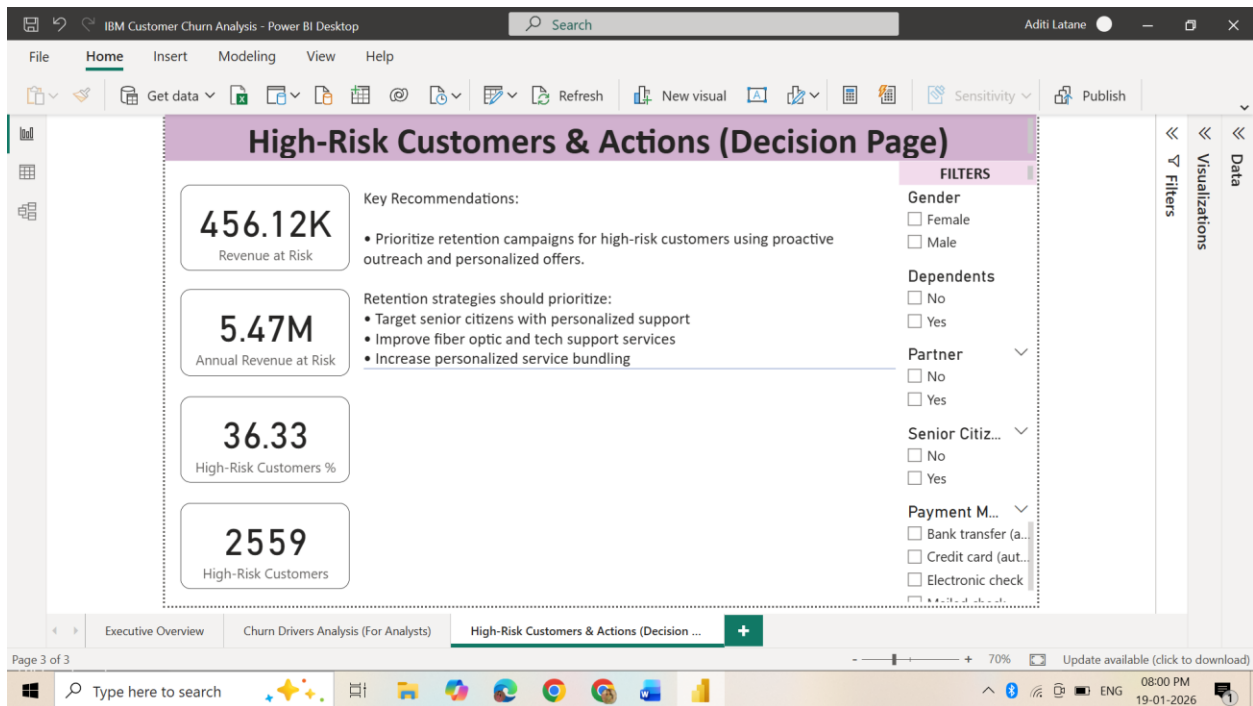 IBM Customer Churn Analysis - Power BI Desktop
Search
Aditi Latane
File Home Insert Modeling View Help
Get data
Refresh
New visual
Sensitivity
Publish
High-Risk Customers & Actions (Decision Page)
456.12K
Revenue at Risk
5.47M
Annual Revenue at Risk
36.33
High-Risk Customers %
2559
High-Risk Customers
Key Recommendations:
• Prioritize retention campaigns for high-risk customers using proactive
outreach and personalized offers.
Retention strategies should prioritize:
• Target senior citizens with personalized support
• Improve fiber optic and tech support services
• Increase personalized service bundling
FILTERS
Gender
Female
Male
Dependents
No
Yes
Partner
No
Yes
Senior Citiz...
No
Yes
Payment M...
Bank transfer (a...
Credit card (aut...
Electronic check
Filters
Visualizations
Data
Executive Overview
Churn Drivers Analysis (For Analysts)
High-Risk Customers & Actions (Decision ...
Page 3 of 3
70%
Update available (click to download)
Type here to search
ENG
08:00 PM
19-01-2026
1